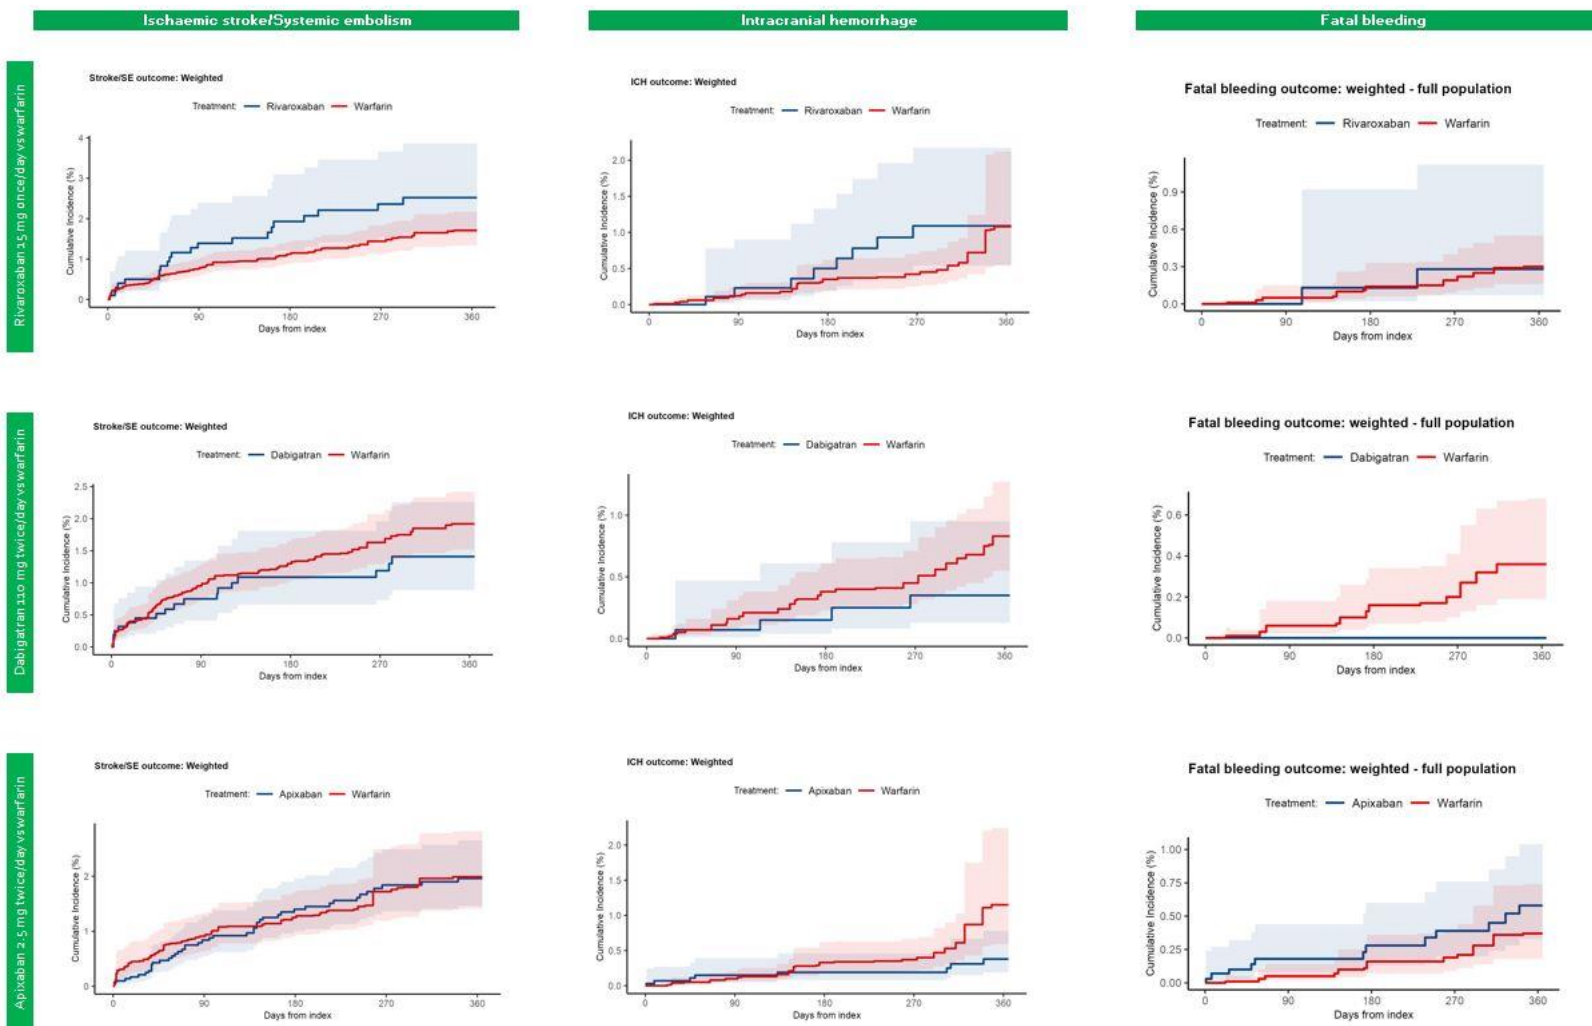 Ischaemic stroke/Systemic embolism
Intracranial hemorrhage
Fatal bleeding
Rivaroxaban 15 mg once/day vs warfarin
Stroke/SE outcome: Weighted
Treatment: Rivaroxaban Warfarin
Cumulative Incidence (%)
4
3
2
1
0
0 90 180 270 360
Days from index
ICH outcome: Weighted
Treatment: Rivaroxaban Warfarin
Cumulative Incidence (%)
2.0
1.5
1.0
0.5
0.0
0 90 180 270 360
Days from index
Fatal bleeding outcome: weighted - full population
Treatment: Rivaroxaban Warfarin
Cumulative Incidence (%)
0.9
0.6
0.3
0.0
0 90 180 270 360
Days from index
Dabigatran 110 mg twice/day vs warfarin
Stroke/SE outcome: Weighted
Treatment: Dabigatran Warfarin
Cumulative Incidence (%)
2.5
2.0
1.5
1.0
0.5
0.0
0 90 180 270 360
Days from index
ICH outcome: Weighted
Treatment: Dabigatran Warfarin
Cumulative Incidence (%)
1.0
0.5
0.0
0 90 180 270 360
Days from index
Fatal bleeding outcome: weighted - full population
Treatment: Dabigatran Warfarin
Cumulative Incidence (%)
0.6
0.4
0.2
0.0
0 90 180 270 360
Days from index
Apixaban 2.5 mg twice/day vs warfarin
Stroke/SE outcome: Weighted
Treatment: Apixaban Warfarin
Cumulative Incidence (%)
2
1
0
0 90 180 270 360
Days from index
ICH outcome: Weighted
Treatment: Apixaban Warfarin
Cumulative Incidence (%)
2.0
1.5
1.0
0.5
0.0
0 90 180 270 360
Days from index
Fatal bleeding outcome: weighted - full population
Treatment: Apixaban Warfarin
Cumulative Incidence (%)
1.00
0.75
0.50
0.25
0.00
0 90 180 270 360
Days from index